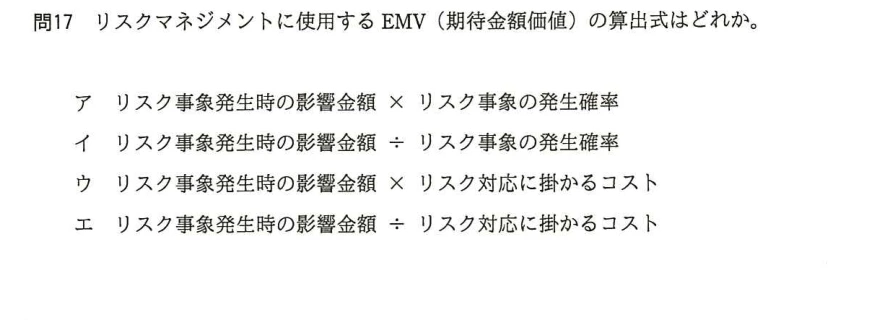 問17 リスクマネジメントに使用する EMV（期待金額価値）の算出式はどれか。
ア リスク事象発生時の影響金額 × リスク事象の発生確率
イ リスク事象発生時の影響金額 ÷ リスク事象の発生確率
ウ リスク事象発生時の影響金額 × リスク対応に掛かるコスト
エ リスク事象発生時の影響金額 ÷ リスク対応に掛かるコスト